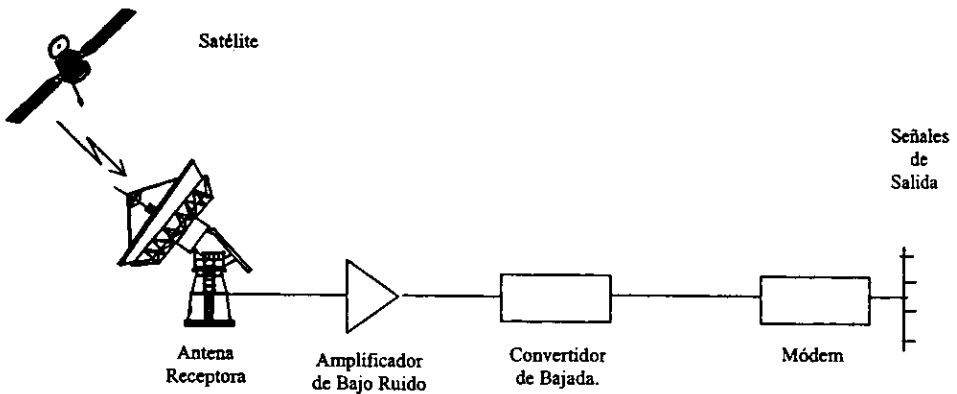 Satélite
Señales
de
Salida
Antena
Receptora
Amplificador
de Bajo Ruido
Convertidor
de Bajada.
Módem